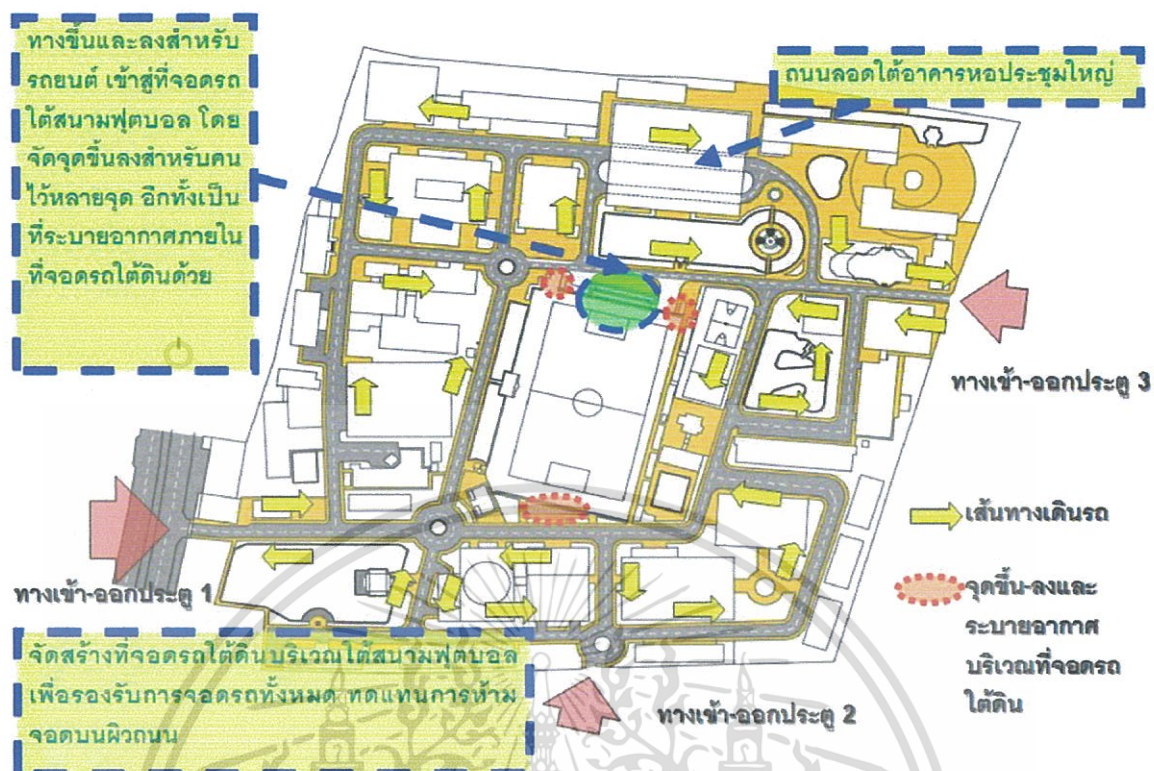 ทางขึ้นและลงสำหรับ
รถยนต์ เข้าสู่ที่จอดรถ
ใต้สนามฟุตบอล โดย
จัดจุดขึ้นลงสำหรับคน
ไว้หลายจุด อีกทั้งเป็น
ที่ระบายอากาศภายใน
ที่จอดรถใต้ดินด้วย
ถนนลอดใต้อาคารหอประชุมใหญ่
ทางเข้า-ออกประตู 3
เส้นทางเดินรถ
จุดขึ้น-ลงและ
ระบายอากาศ
บริเวณที่จอดรถ
ใต้ดิน
ทางเข้า-ออกประตู 1
จัดสร้างที่จอดรถใต้ดินบริเวณใต้สนามฟุตบอล
เพื่อรองรับการจอดรถทั้งหมด ทดแทนการห้าม
จอดบนผิวถนน
ทางเข้า-ออกประตู 2